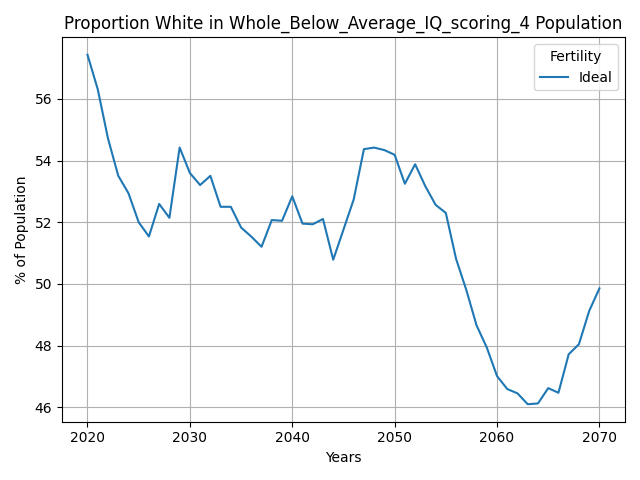 Proportion White in Whole_Below_Average_IQ_scoring_4 Population
Fertility
Ideal
% of Population
56
54
52
50
48
46
2020 2030 2040 2050 2060 2070
Years